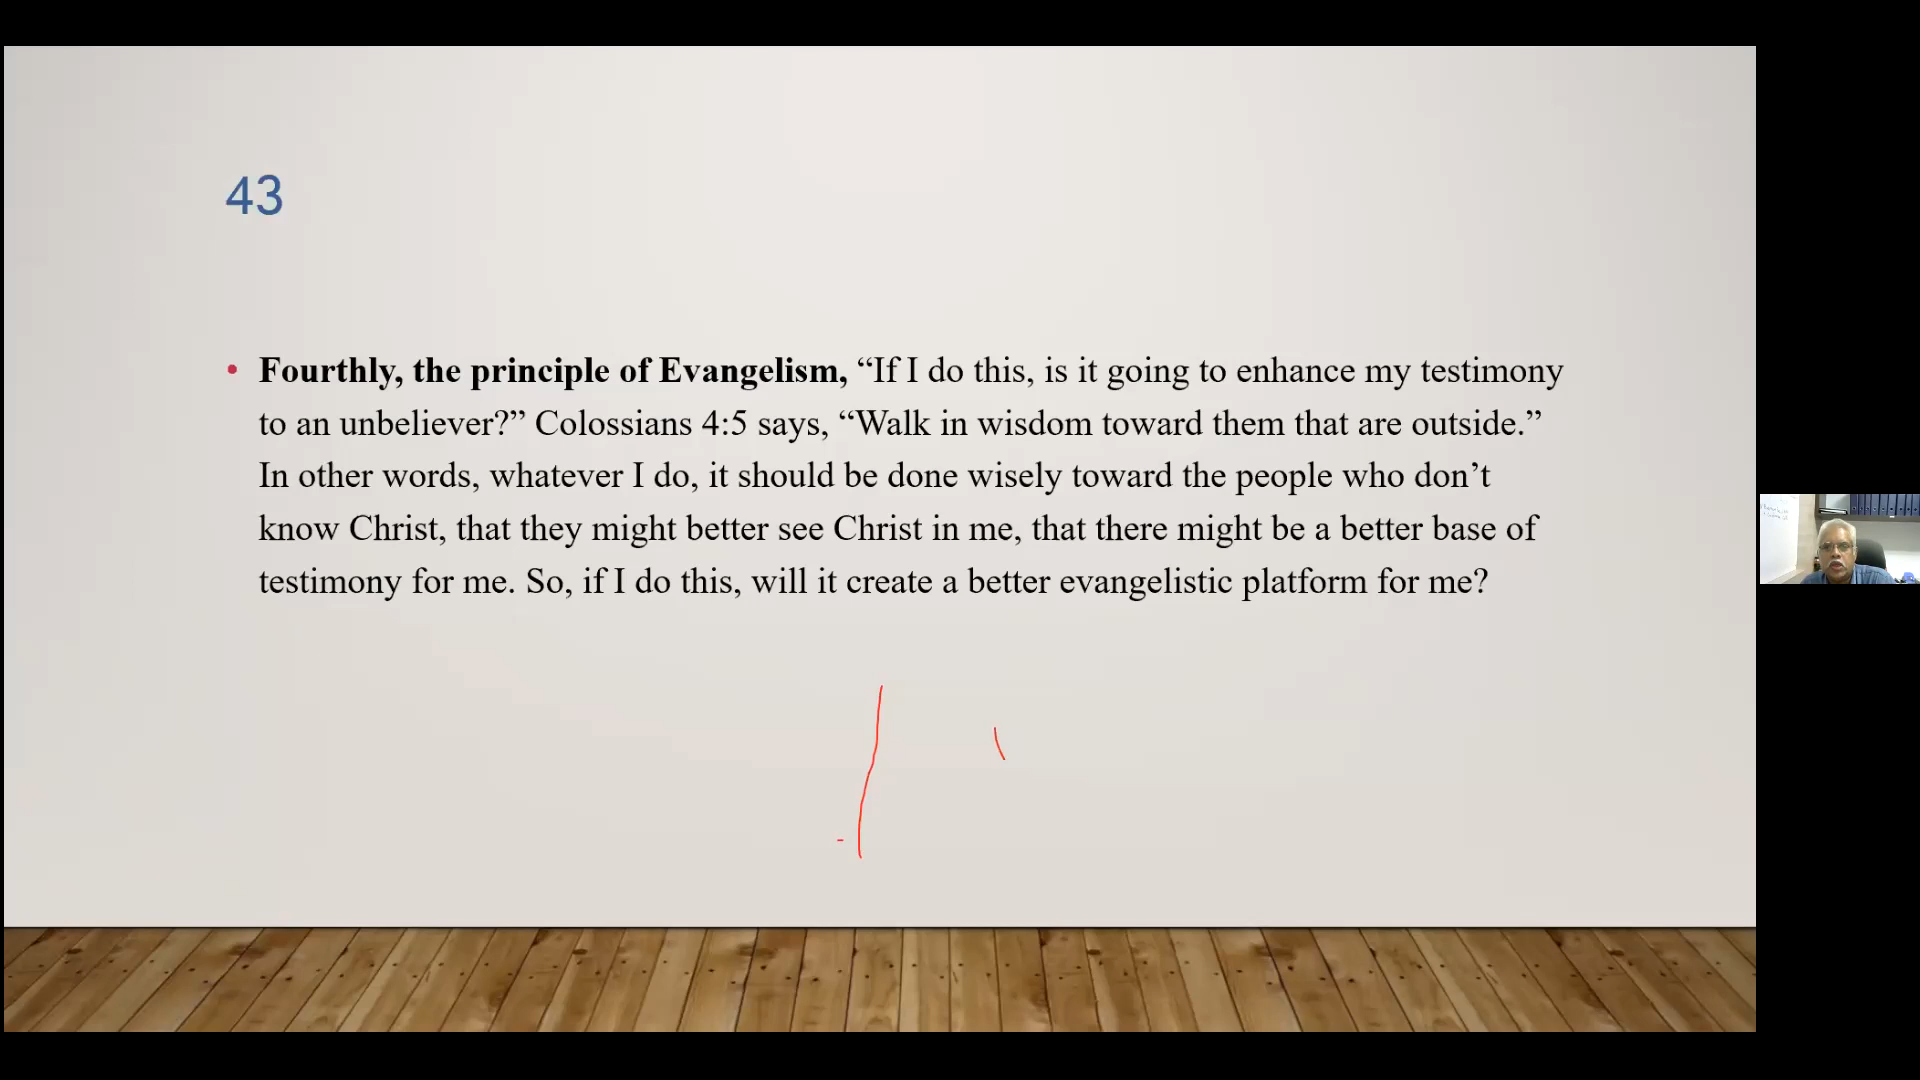 43
• Fourthly, the principle of Evangelism, “If I do this, is it going to enhance my testimony
to an unbeliever?” Colossians 4:5 says, “Walk in wisdom toward them that are outside.”
In other words, whatever I do, it should be done wisely toward the people who don’t
know Christ, that they might better see Christ in me, that there might be a better base of
testimony for me. So, if I do this, will it create a better evangelistic platform for me?